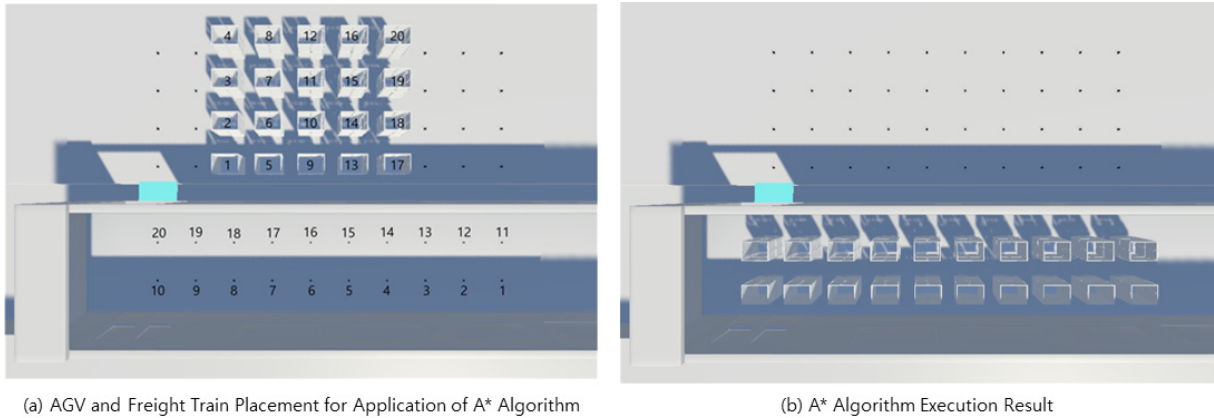 4 8 12 16 20
3 7 11 15 19
2 6 10 14 18
1 5 9 13 17
20 19 18 17 16 15 14 13 12 11
10 9 8 7 6 5 4 3 2 1
(a) AGV and Freight Train Placement for Application of A* Algorithm
(b) A* Algorithm Execution Result